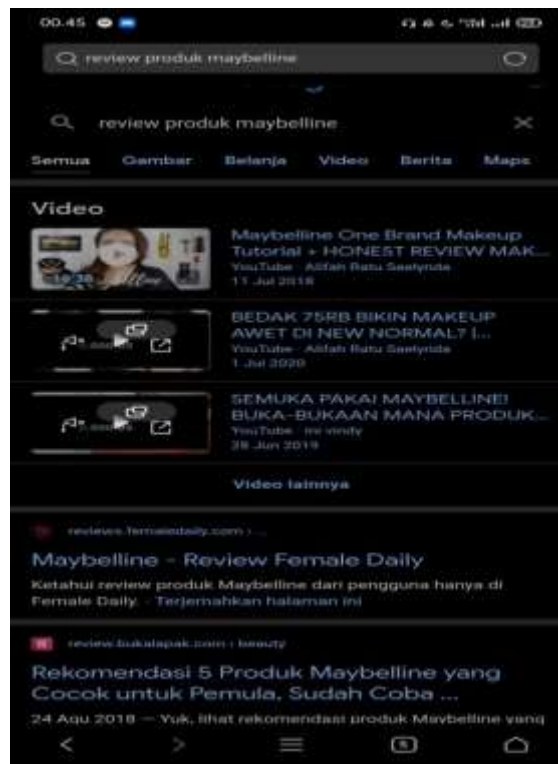 00.45
review produk maybelline
review produk maybelline
Semua Gambar Belanja Video Berita Maps
Video
Maybelline One Brand Makeup
Tutorial + HONEST REVIEW MAK...
YouTube · Alifah Ratu Saelynda
11 Jul 2018
BEDAK 75RB BIKIN MAKEUP
AWET DI NEW NORMAL? |...
YouTube · Alifah Ratu Saelynda
1 Jul 2020
SEMUKA PAKAI MAYBELLINE!
BUKA-BUKAAN MANA PRODUK...
YouTube
28 Jun 2019
Video lainnya
reviews.femaledaily.com › ...
Maybelline - Review Female Daily
Ketahui review produk Maybelline dari pengguna hanya di
Female Daily. · Terjemahkan halaman ini
review.bukalapak.com › beauty
Rekomendasi 5 Produk Maybelline yang
Cocok untuk Pemula, Sudah Coba ...
24 Agu 2018 — Yuk, lihat rekomendasi produk Maybelline yang